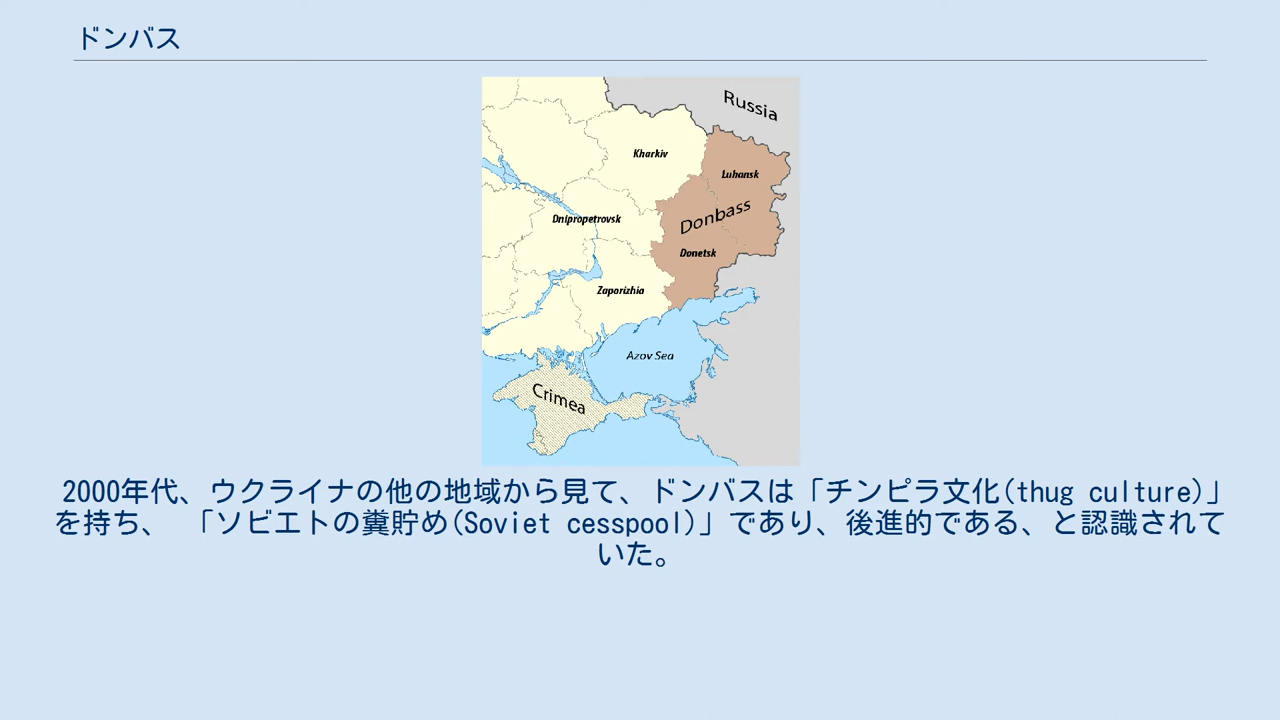 ドンバス
Russia
Kharkiv
Luhansk
Donbass
Dnipropetrovsk
Donetsk
Zaporizhia
Azov Sea
Crimea
2000年代、ウクライナの他の地域から見て、ドンバスは「チンピラ文化(thug culture)」
を持ち、 「ソビエトの糞貯め(Soviet cesspool)」であり、後進的である、と認識されて
いた。